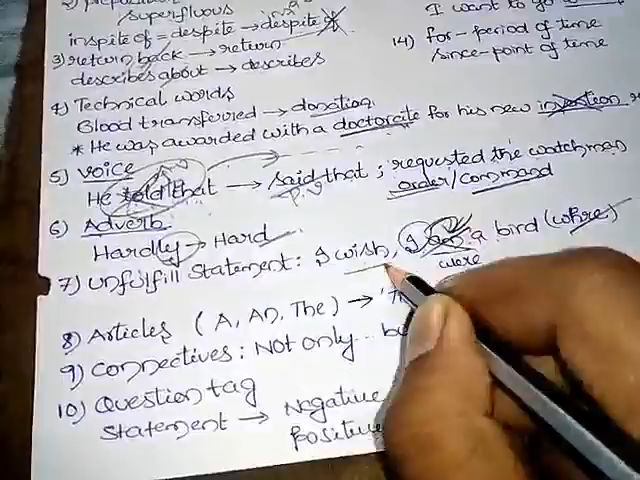 superfluous
I want to go
inspite of = despite → despite
3) return back → return
describes about → describes
14) for - period of time
since - point of time
4) Technical words
Blood transferred → donation
* He was awarded with a doctorate for his new invention
5) Voice
He told that → said that ; requested the watchman
P.V order/command
6) Adverb.
Hardly → Hard
7) Unfulfill Statement: I wish, I a bird (where)
were
8) Articles (A, An, The) →
9) Connectives: Not only...
10) Question tag
Statement → Negative
Positive